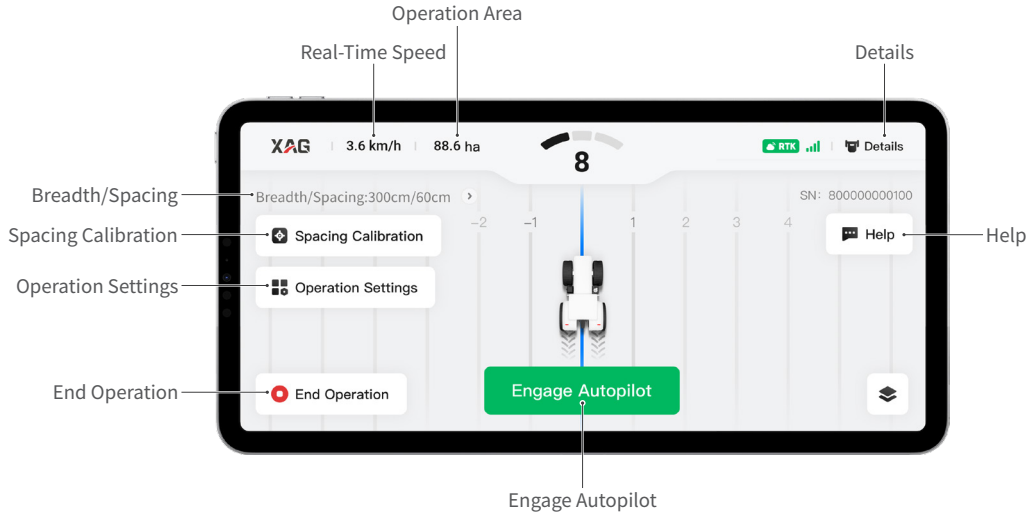 Operation Area
Real-Time Speed
Details
XAG 3.6 km/h 88.6 ha
8
RTK Details
Breadth/Spacing
Breadth/Spacing:300cm/60cm
SN: 800000000100
-2 -1 1 2 3 4
Spacing Calibration
Spacing Calibration
Help
Help
Operation Settings
Operation Settings
End Operation
End Operation
Engage Autopilot
Engage Autopilot